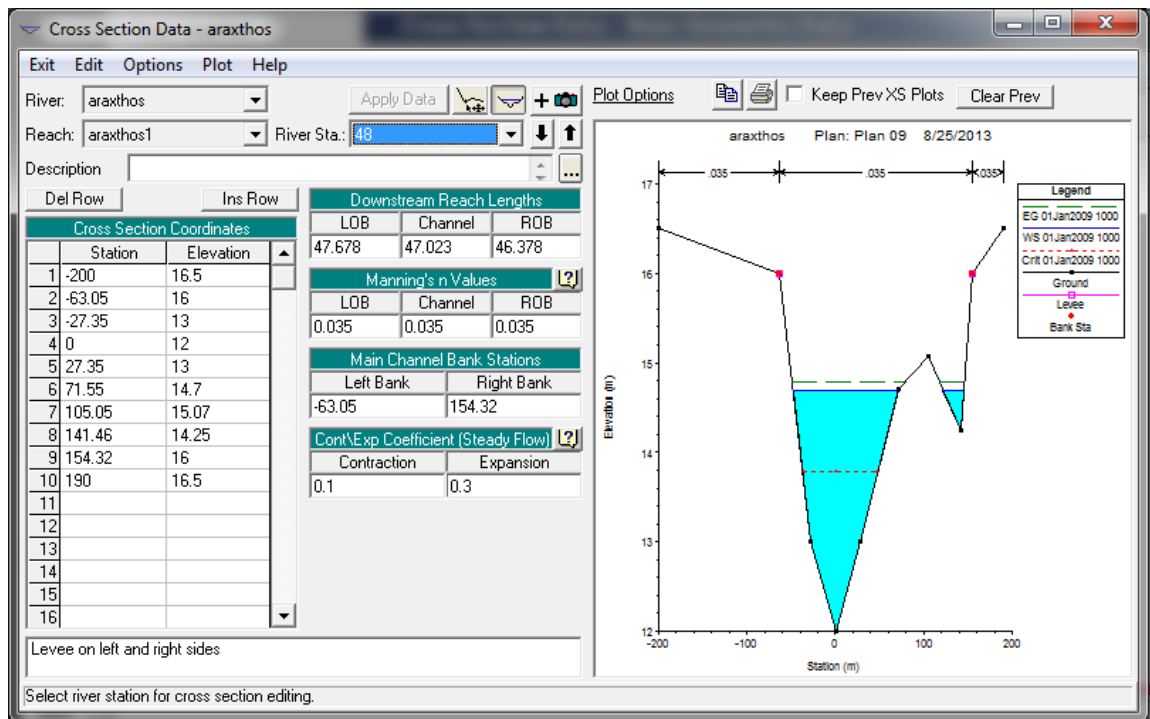 Cross Section Data - araxthos
Exit Edit Options Plot Help
River: araxthos Apply Data
Reach: araxthos1 River Sta.: 48
Description ...
Del Row Ins Row
Cross Section Coordinates
Station Elevation
1 -200 16.5
2 -63.05 16
3 -27.35 13
4 0 12
5 27.35 13
6 71.55 14.7
7 105.05 15.07
8 141.46 14.25
9 154.32 16
10 190 16.5
11
12
13
14
15
16
Downstream Reach Lengths
LOB Channel ROB
47.678 47.023 46.378
Manning's n Values
LOB Channel ROB
0.035 0.035 0.035
Main Channel Bank Stations
Left Bank Right Bank
-63.05 154.32
Cont\Exp Coefficient (Steady Flow)
Contraction Expansion
0.1 0.3
Levee on left and right sides
Select river station for cross section editing.
Plot Options Keep Prev XS Plots Clear Prev
araxthos Plan: Plan 09 8/25/2013
.035 .035 .035
17
16
15
14
13
12
Elevation (m)
-200 -100 0 100 200
Station (m)
Legend
EG 01Jan2009 1000
WS 01Jan2009 1000
Crit 01Jan2009 1000
Ground
Levee
Bank Sta